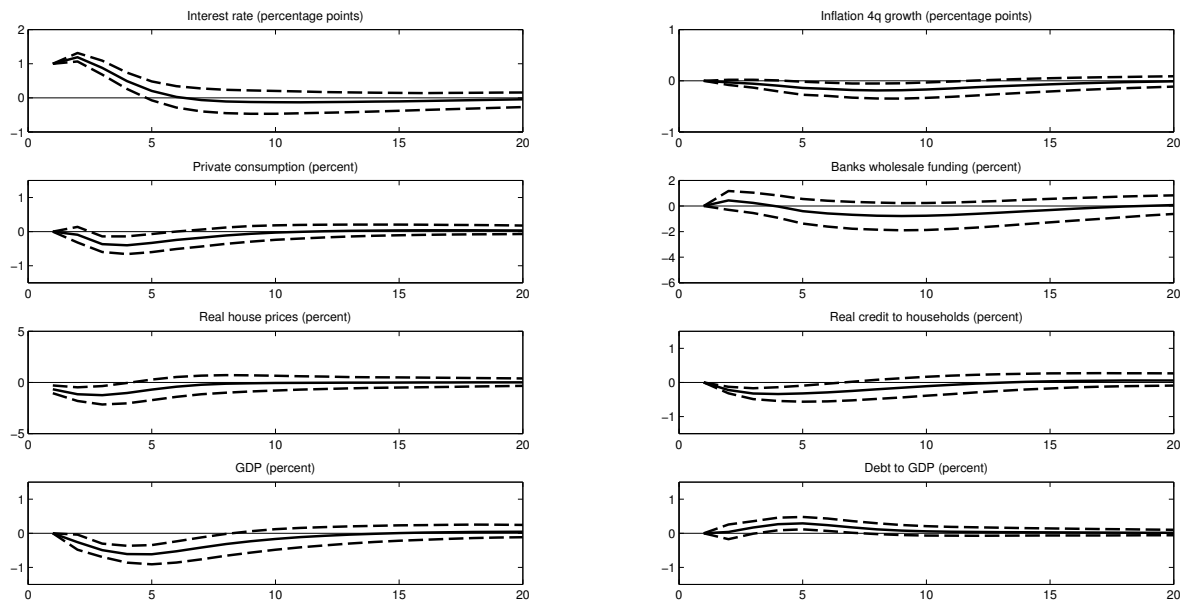 Interest rate (percentage points)
2
1
0
−1
0 5 10 15 20
Inflation 4q growth (percentage points)
1
0
−1
0 5 10 15 20
Private consumption (percent)
1
0
−1
0 5 10 15 20
Banks wholesale funding (percent)
2
0
−2
−4
−6
0 5 10 15 20
Real house prices (percent)
5
0
−5
0 5 10 15 20
Real credit to households (percent)
1
0
−1
0 5 10 15 20
GDP (percent)
1
0
−1
0 5 10 15 20
Debt to GDP (percent)
1
0
−1
0 5 10 15 20